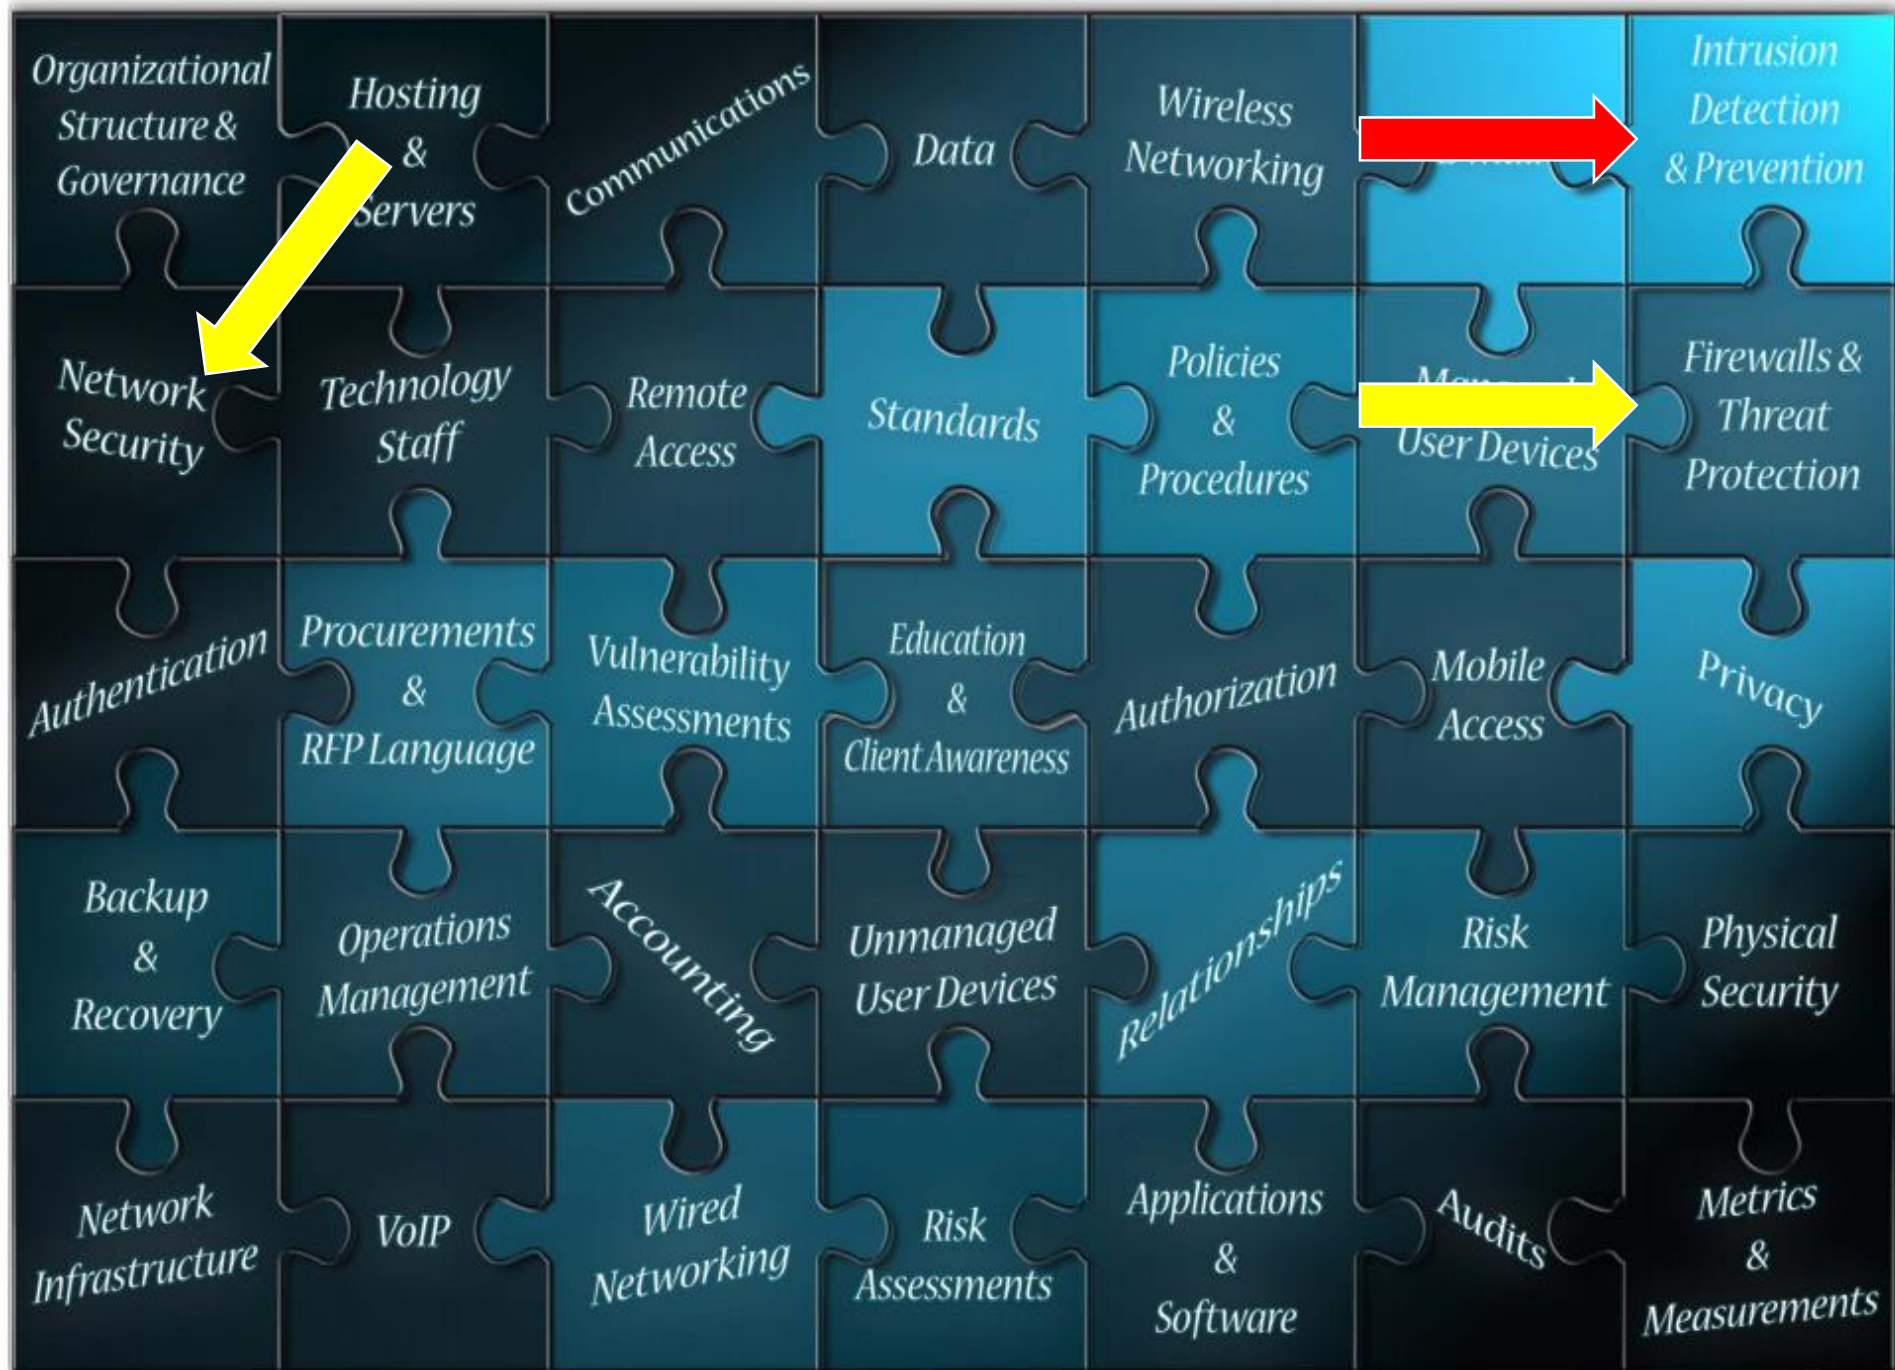 Organizational
Structure &
Governance
Hosting
&
Servers
Communications
Data
Wireless
Networking
Intrusion
Detection
& Prevention
Network
Security
Technology
Staff
Remote
Access
Standards
Policies
&
Procedures
User Devices
Firewalls &
Threat
Protection
Authentication
Procurements
&
RFP Language
Vulnerability
Assessments
Education
&
Client Awareness
Authorization
Mobile
Access
Privacy
Backup
&
Recovery
Operations
Management
Accounting
Unmanaged
User Devices
Relationships
Risk
Management
Physical
Security
Network
Infrastructure
VoIP
Wired
Networking
Risk
Assessments
Applications
&
Software
Audits
Metrics
&
Measurements